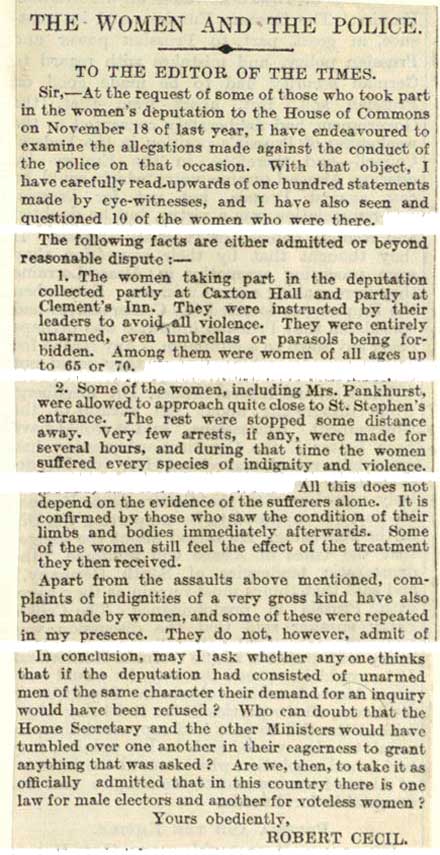 THE WOMEN AND THE POLICE.
TO THE EDITOR OF THE TIMES.
Sir,—At the request of some of those who took part
in the women's deputation to the House of Commons
on November 18 of last year, I have endeavoured to
examine the allegations made against the conduct of
the police on that occasion. With that object, I
have carefully read upwards of one hundred statements
made by eye-witnesses, and I have also seen and
questioned 10 of the women who were there.
The following facts are either admitted or beyond
reasonable dispute :—
1. The women taking part in the deputation
collected partly at Caxton Hall and partly at
Clement's Inn. They were instructed by their
leaders to avoid all violence. They were entirely
unarmed, even umbrellas or parasols being for-
bidden. Among them were women of all ages up
to 65 or 70.
2. Some of the women, including Mrs. Pankhurst,
were allowed to approach quite close to St. Stephen's
entrance. The rest were stopped some distance
away. Very few arrests, if any, were made for
several hours, and during that time the women
suffered every species of indignity and violence.
All this does not
depend on the evidence of the sufferers alone. It is
confirmed by those who saw the condition of their
limbs and bodies immediately afterwards. Some
of the women still feel the effect of the treatment
they then received.
Apart from the assaults above mentioned, com-
plaints of indignities of a very gross kind have also
been made by women, and some of these were repeated
in my presence. They do not, however, admit of
In conclusion, may I ask whether any one thinks
that if the deputation had consisted of unarmed
men of the same character their demand for an inquiry
would have been refused ? Who can doubt that the
Home Secretary and the other Ministers would have
tumbled over one another in their eagerness to grant
anything that was asked ? Are we, then, to take it as
officially admitted that in this country there is one
law for male electors and another for voteless women ?
Yours obediently,
ROBERT CECIL.